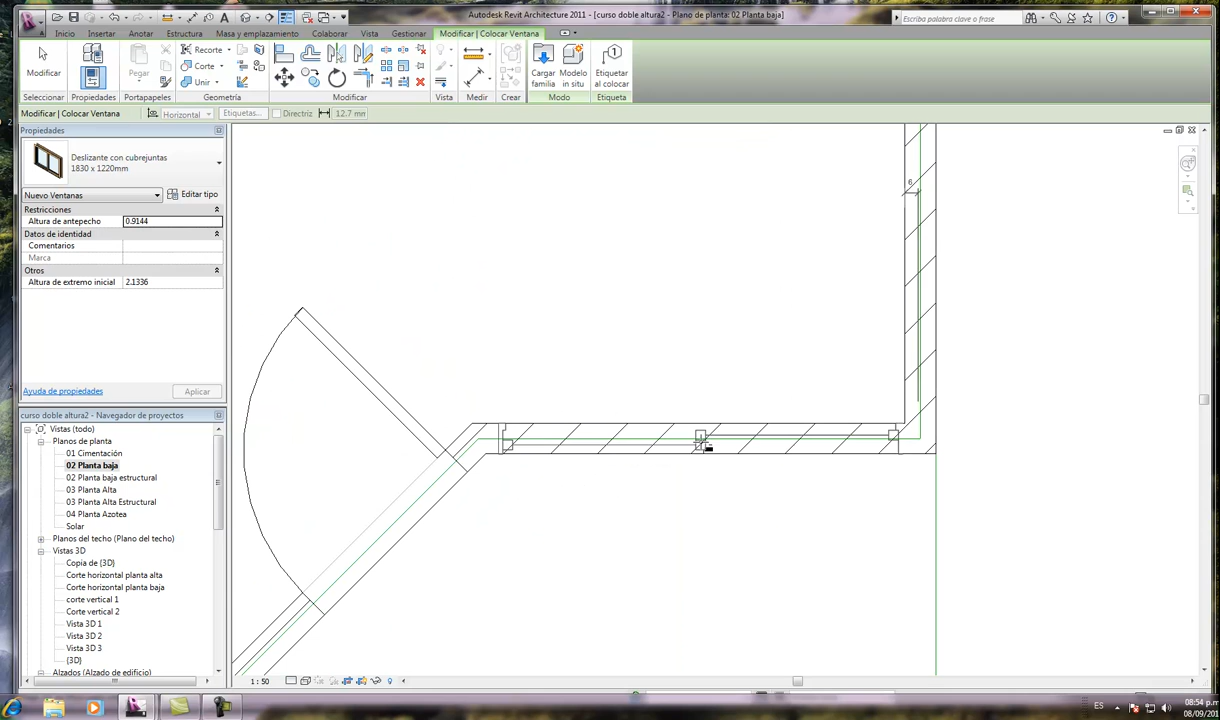 Autodesk Revit Architecture 2011 - [curso doble altura2 - Plano de planta: 02 Planta baja]
Escriba palabra clave o frase
Inicio Insertar Anotar Estructura Masa y emplazamiento Colaborar Vista Gestionar Modificar | Colocar Ventana
Modificar
Pegar
Recorte
Corte
Unir
Cargar familia
Modelo in situ
Etiquetar al colocar
Seleccionar Propiedades Portapapeles Geometría Modificar Vista Medir Crear Modo Etiqueta
Modificar | Colocar Ventana Horizontal Etiquetas... Directriz 12.7 mm
Propiedades
Deslizante con cubrejuntas
1830 x 1220mm
Nuevo Ventanas Editar tipo
Restricciones
Altura de antepecho 0.9144
Datos de identidad
Comentarios
Marca
Otros
Altura de extremo inicial 2.1336
Ayuda de propiedades Aplicar
curso doble altura2 - Navegador de proyectos
Vistas (todo)
Planos de planta
01 Cimentación
02 Planta baja
02 Planta baja estructural
03 Planta Alta
03 Planta Alta Estructural
04 Planta Azotea
Solar
Planos del techo (Plano del techo)
Vistas 3D
Copia de {3D}
Corte horizontal planta alta
Corte horizontal planta baja
corte vertical 1
Corte vertical 2
Vista 3D 1
Vista 3D 2
Vista 3D 3
{3D}
Alzados (Alzado de edificio)
6
1 : 50
ES
08:54 p.m.
08/09/201